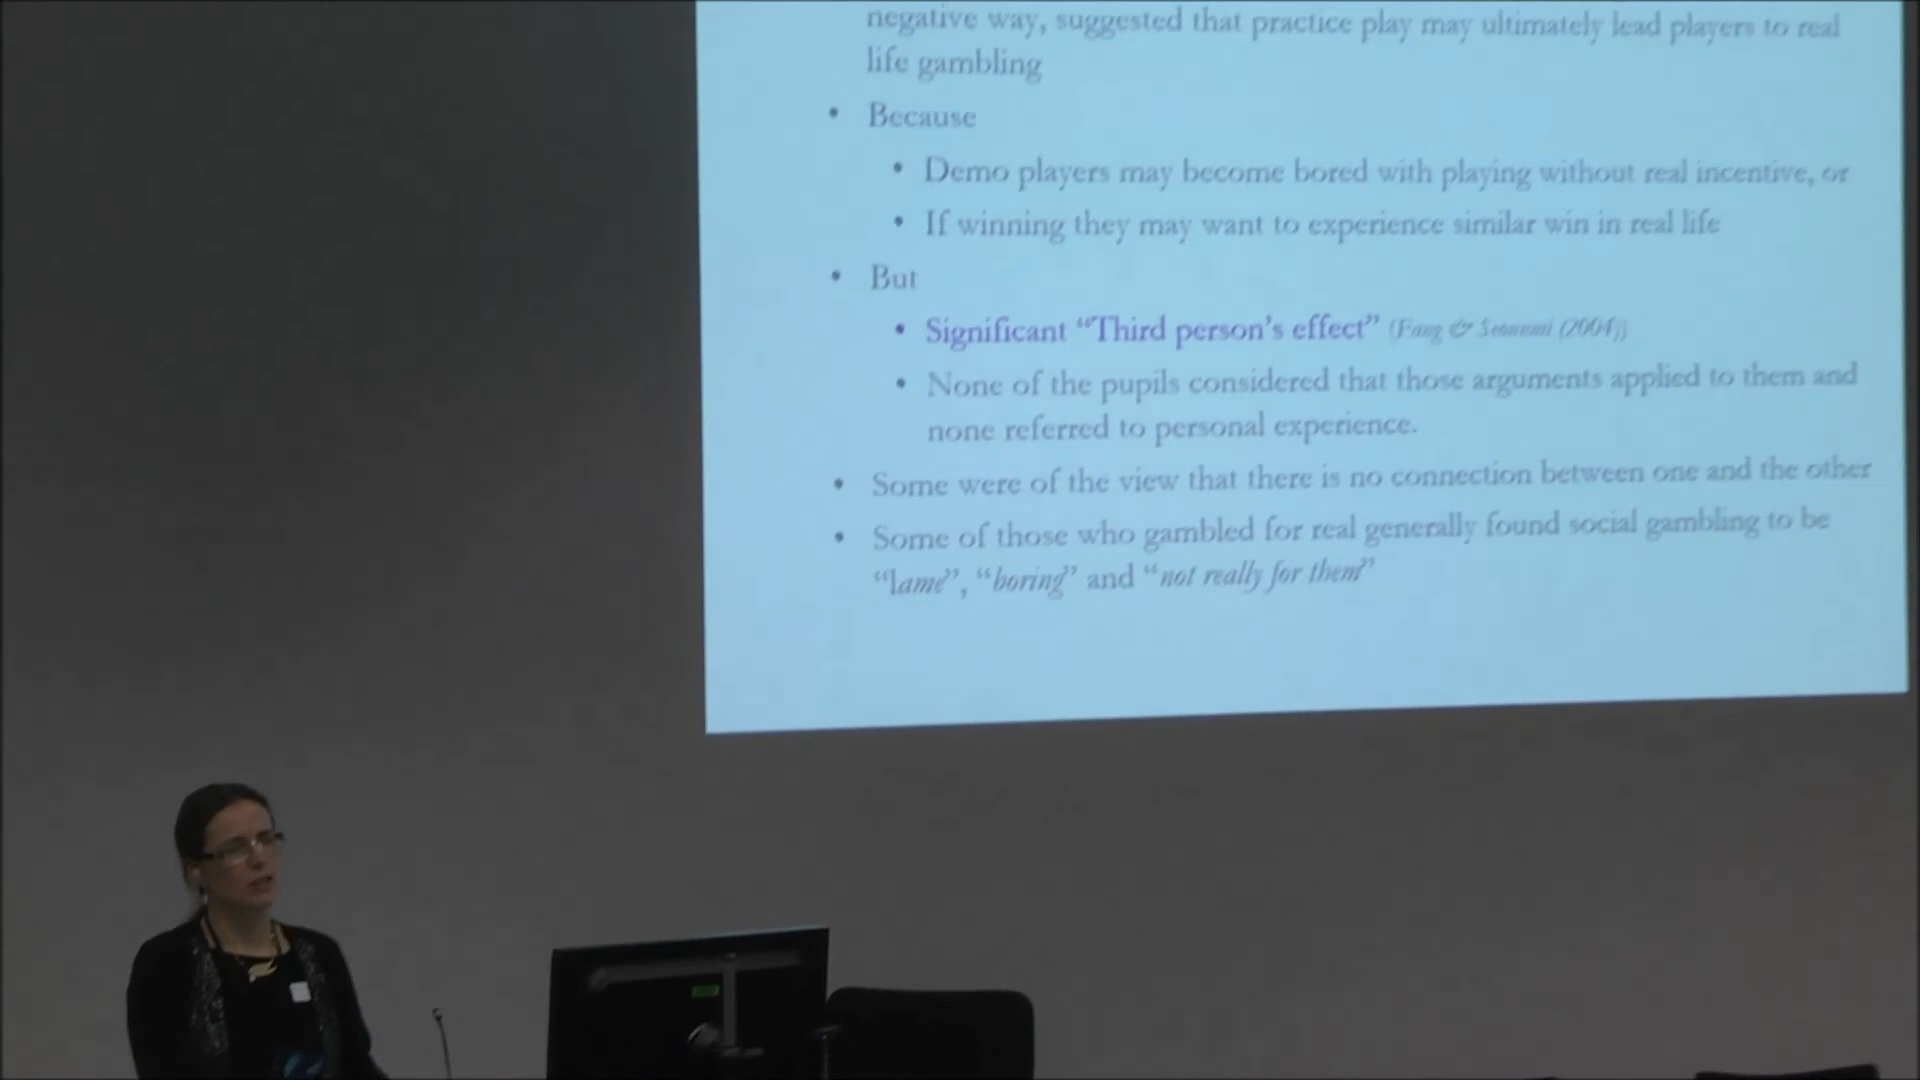 negative way, suggested that practice play may ultimately lead players to real
life gambling
• Because
• Demo players may become bored with playing without real incentive, or
• If winning they may want to experience similar win in real life
• But
• Significant “Third person’s effect” (Fang & (2004))
• None of the pupils considered that those arguments applied to them and
none referred to personal experience.
• Some were of the view that there is no connection between one and the other
• Some of those who gambled for real generally found social gambling to be
“lame”, “boring” and “not really for them”